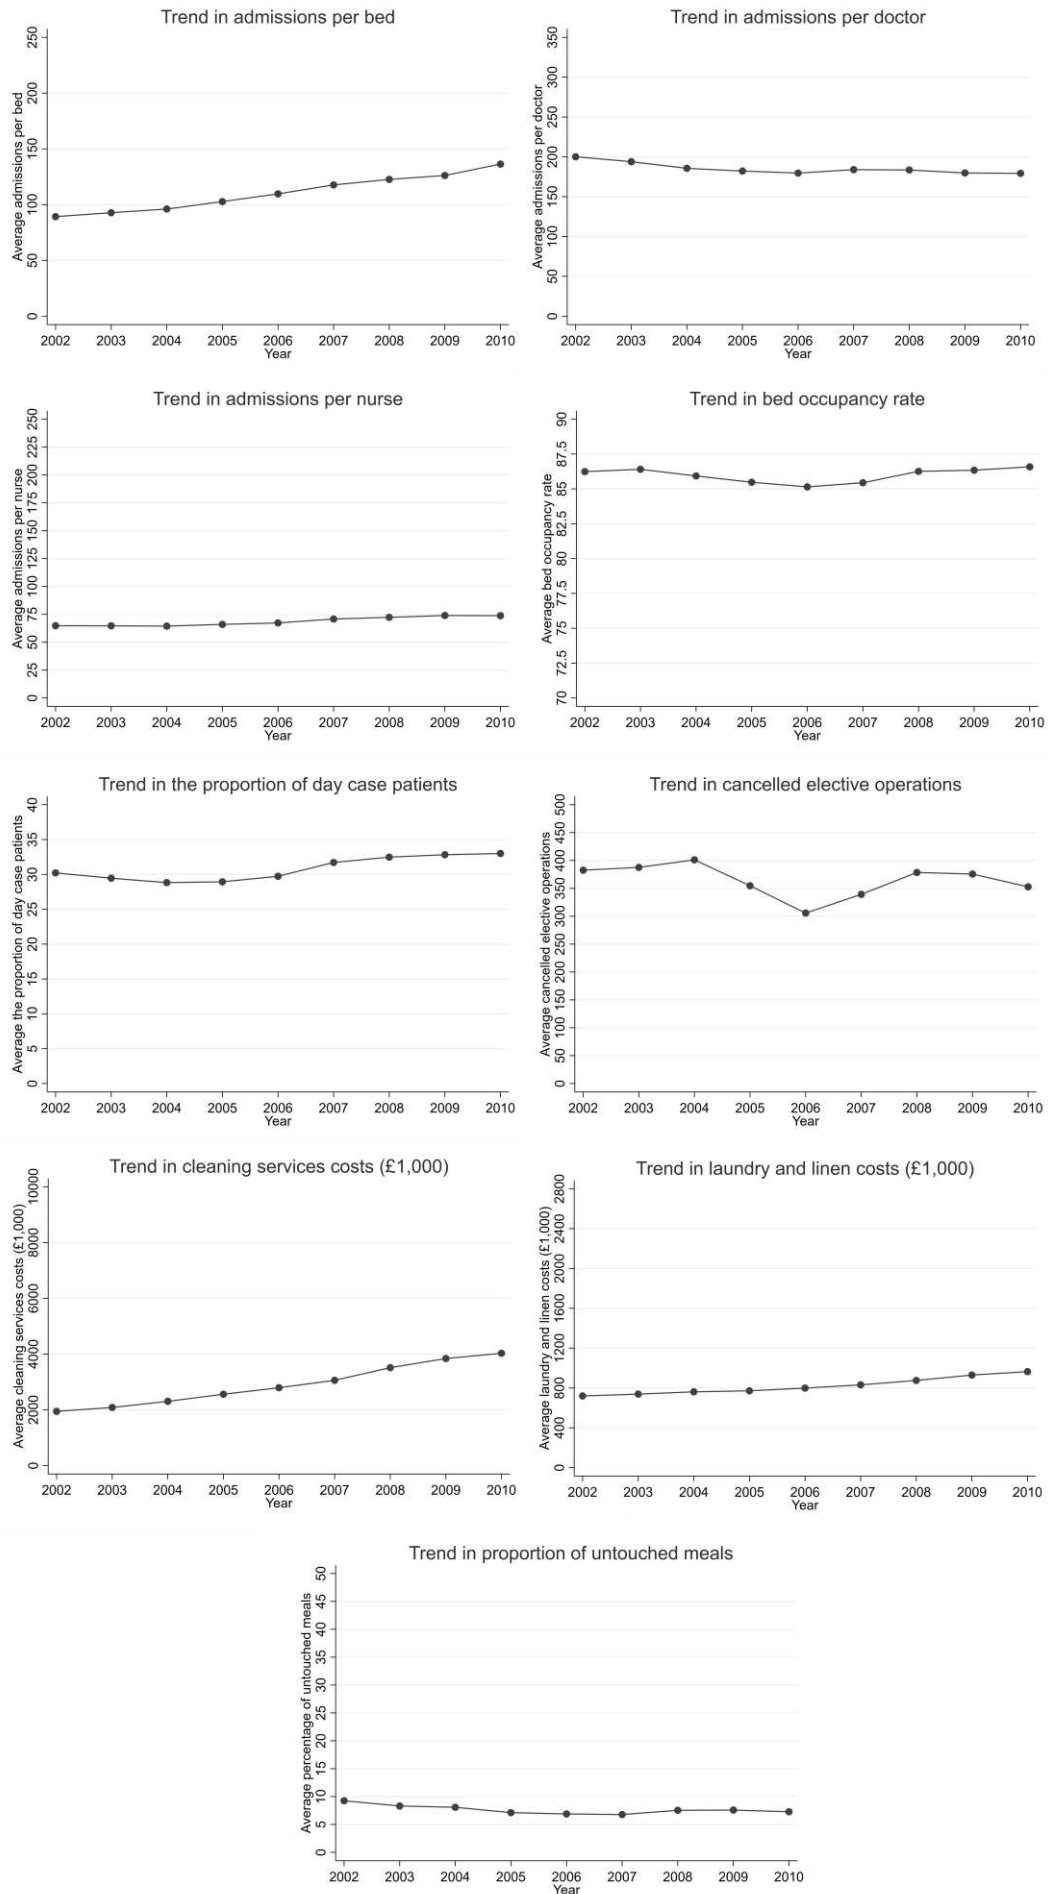 Trend in admissions per bed
Average admissions per bed
250
200
150
100
50
0
2002 2003 2004 2005 2006 2007 2008 2009 2010
Year
Trend in admissions per doctor
Average admissions per doctor
350
300
250
200
150
100
50
0
2002 2003 2004 2005 2006 2007 2008 2009 2010
Year
Trend in admissions per nurse
Average admissions per nurse
250
225
200
175
150
125
100
75
50
25
0
2002 2003 2004 2005 2006 2007 2008 2009 2010
Year
Trend in bed occupancy rate
Average bed occupancy rate
90
87.5
85
82.5
80
77.5
75
72.5
70
2002 2003 2004 2005 2006 2007 2008 2009 2010
Year
Trend in the proportion of day case patients
Average the proportion of day case patients
40
35
30
25
20
15
10
5
0
2002 2003 2004 2005 2006 2007 2008 2009 2010
Year
Trend in cancelled elective operations
Average cancelled elective operations
500
450
400
350
300
250
200
150
100
50
0
2002 2003 2004 2005 2006 2007 2008 2009 2010
Year
Trend in cleaning services costs (£1,000)
Average cleaning services costs (£1,000)
10000
8000
6000
4000
2000
0
2002 2003 2004 2005 2006 2007 2008 2009 2010
Year
Trend in laundry and linen costs (£1,000)
Average laundry and linen costs (£1,000)
2800
2400
2000
1600
1200
800
400
0
2002 2003 2004 2005 2006 2007 2008 2009 2010
Year
Trend in proportion of untouched meals
Average percentage of untouched meals
50
45
40
35
30
25
20
15
10
5
0
2002 2003 2004 2005 2006 2007 2008 2009 2010
Year